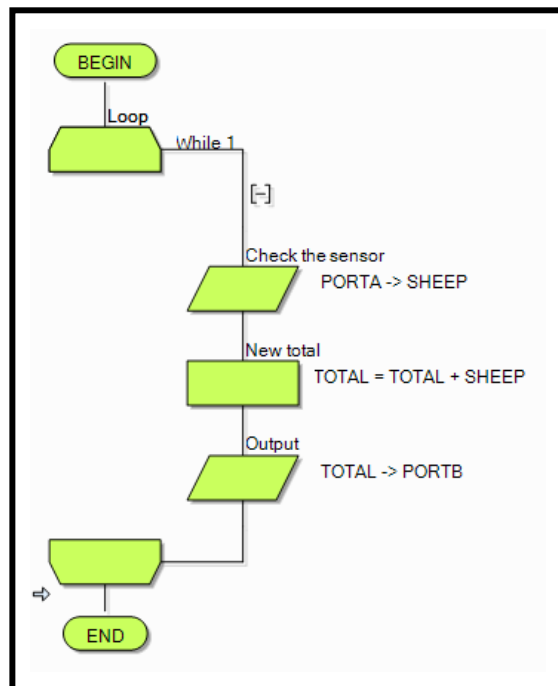 BEGIN
Loop
While 1
[-]
Check the sensor
PORTA -> SHEEP
New total
TOTAL = TOTAL + SHEEP
Output
TOTAL -> PORTB
END